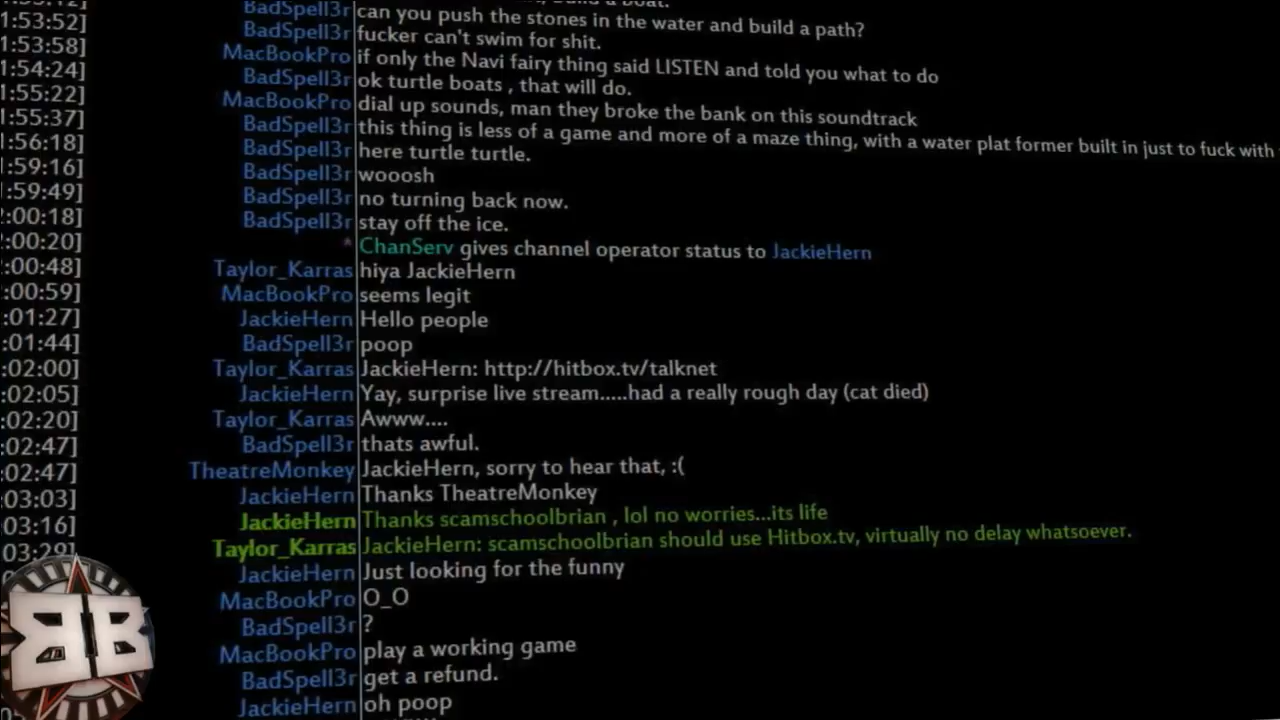 1:53:52] BadSpell3r can you push the stones in the water and build a path?
1:53:58] BadSpell3r fucker can't swim for shit.
1:54:24] MacBookPro if only the Navi fairy thing said LISTEN and told you what to do
1:55:22] BadSpell3r ok turtle boats , that will do.
1:55:37] MacBookPro dial up sounds, man they broke the bank on this soundtrack
1:56:18] BadSpell3r this thing is less of a game and more of a maze thing, with a water plat former built in just to fuck with
1:59:16] BadSpell3r here turtle turtle.
1:59:49] BadSpell3r wooosh
:00:18] BadSpell3r no turning back now.
:00:20] BadSpell3r stay off the ice.
:00:48] * ChanServ gives channel operator status to JackieHern
:00:59] Taylor_Karras hiya JackieHern
:01:27] MacBookPro seems legit
:01:44] JackieHern Hello people
:02:00] BadSpell3r poop
:02:05] Taylor_Karras JackieHern: http://hitbox.tv/talknet
:02:20] JackieHern Yay, surprise live stream.....had a really rough day (cat died)
:02:47] Taylor_Karras Awww....
:02:47] BadSpell3r thats awful.
:03:03] TheatreMonkey JackieHern, sorry to hear that, :(
:03:16] JackieHern Thanks TheatreMonkey
03:29] JackieHern Thanks scamschoolbrian , lol no worries...its life
Taylor_Karras JackieHern: scamschoolbrian should use Hitbox.tv, virtually no delay whatsoever.
JackieHern Just looking for the funny
MacBookPro O_O
BadSpell3r ?
MacBookPro play a working game
BadSpell3r get a refund.
JackieHern oh poop
BB